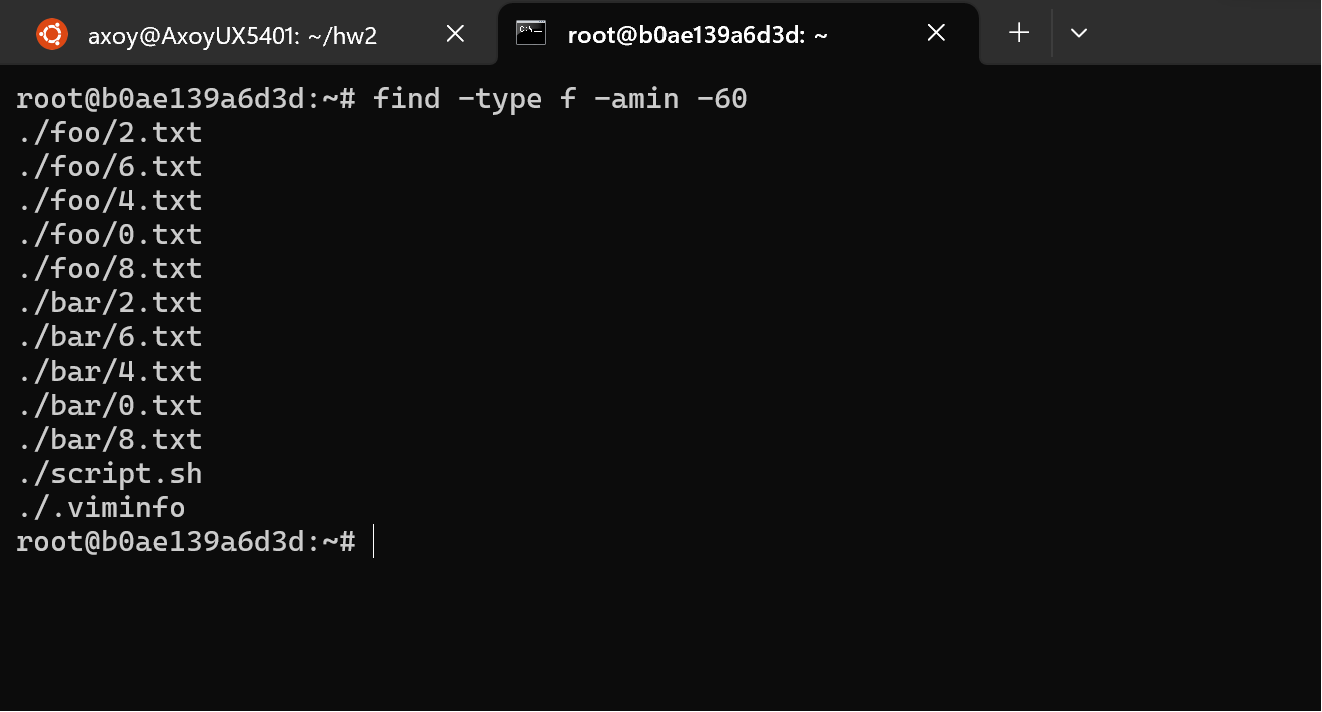 axoy@AxoyUX5401: ~/hw2
root@b0ae139a6d3d: ~
root@b0ae139a6d3d:~# find -type f -amin -60
./foo/2.txt
./foo/6.txt
./foo/4.txt
./foo/0.txt
./foo/8.txt
./bar/2.txt
./bar/6.txt
./bar/4.txt
./bar/0.txt
./bar/8.txt
./script.sh
./.viminfo
root@b0ae139a6d3d:~#